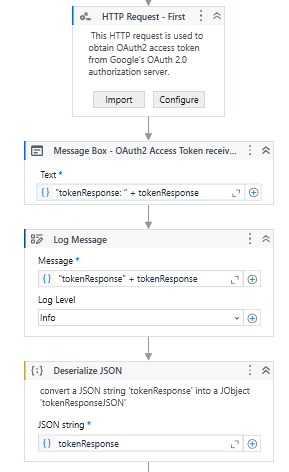 HTTP Request - First
This HTTP request is used to
obtain OAuth2 access token
from Google's OAuth 2.0
authorization server.
Import Configure
Message Box - OAuth2 Access Token receiv...
Text *
"tokenResponse: " + tokenResponse
Log Message
Message *
"tokenResponse" + tokenResponse
Log Level
Info
Deserialize JSON
convert a JSON string 'tokenResponse' into a JObject
'tokenResponseJSON'
JSON string *
tokenResponse